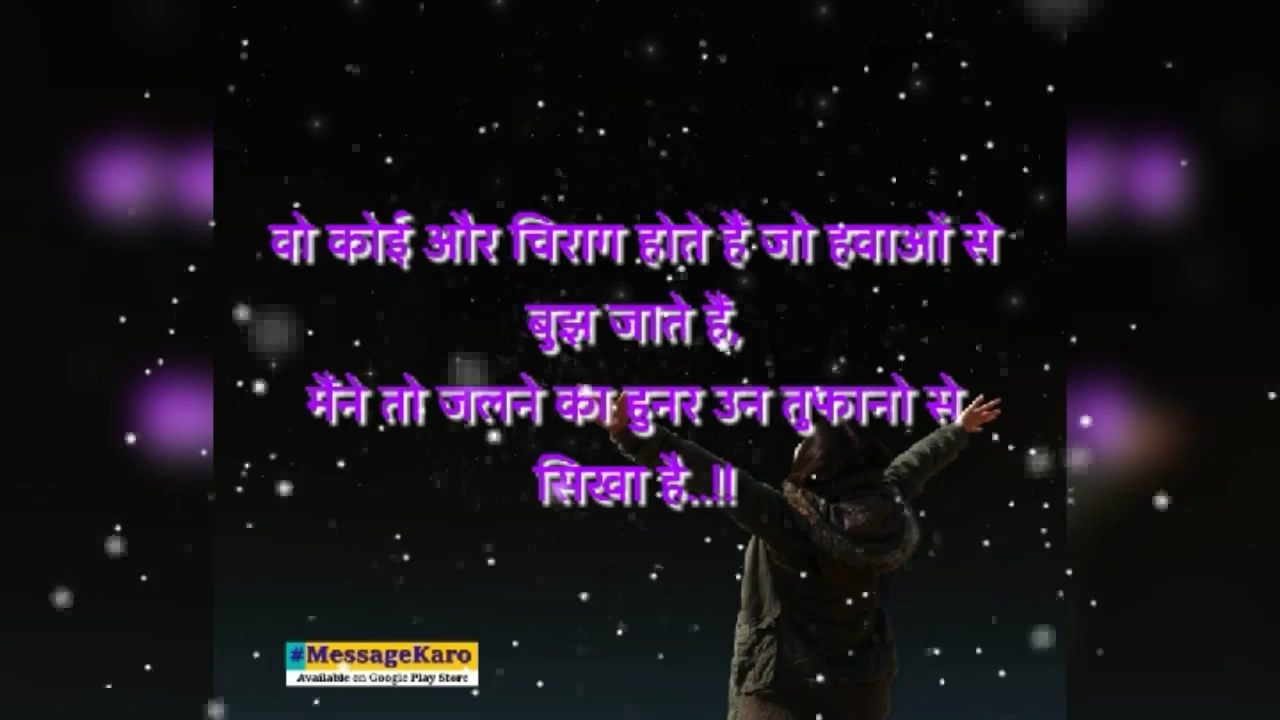 वो कोई और चिराग होते हैं जो हवाओं से
बुझ जाते हैं,
मैंने तो जलने का हुनर उन तुफानो से
सिखा है..!!
#MessageKaro
Available on Google Play Store